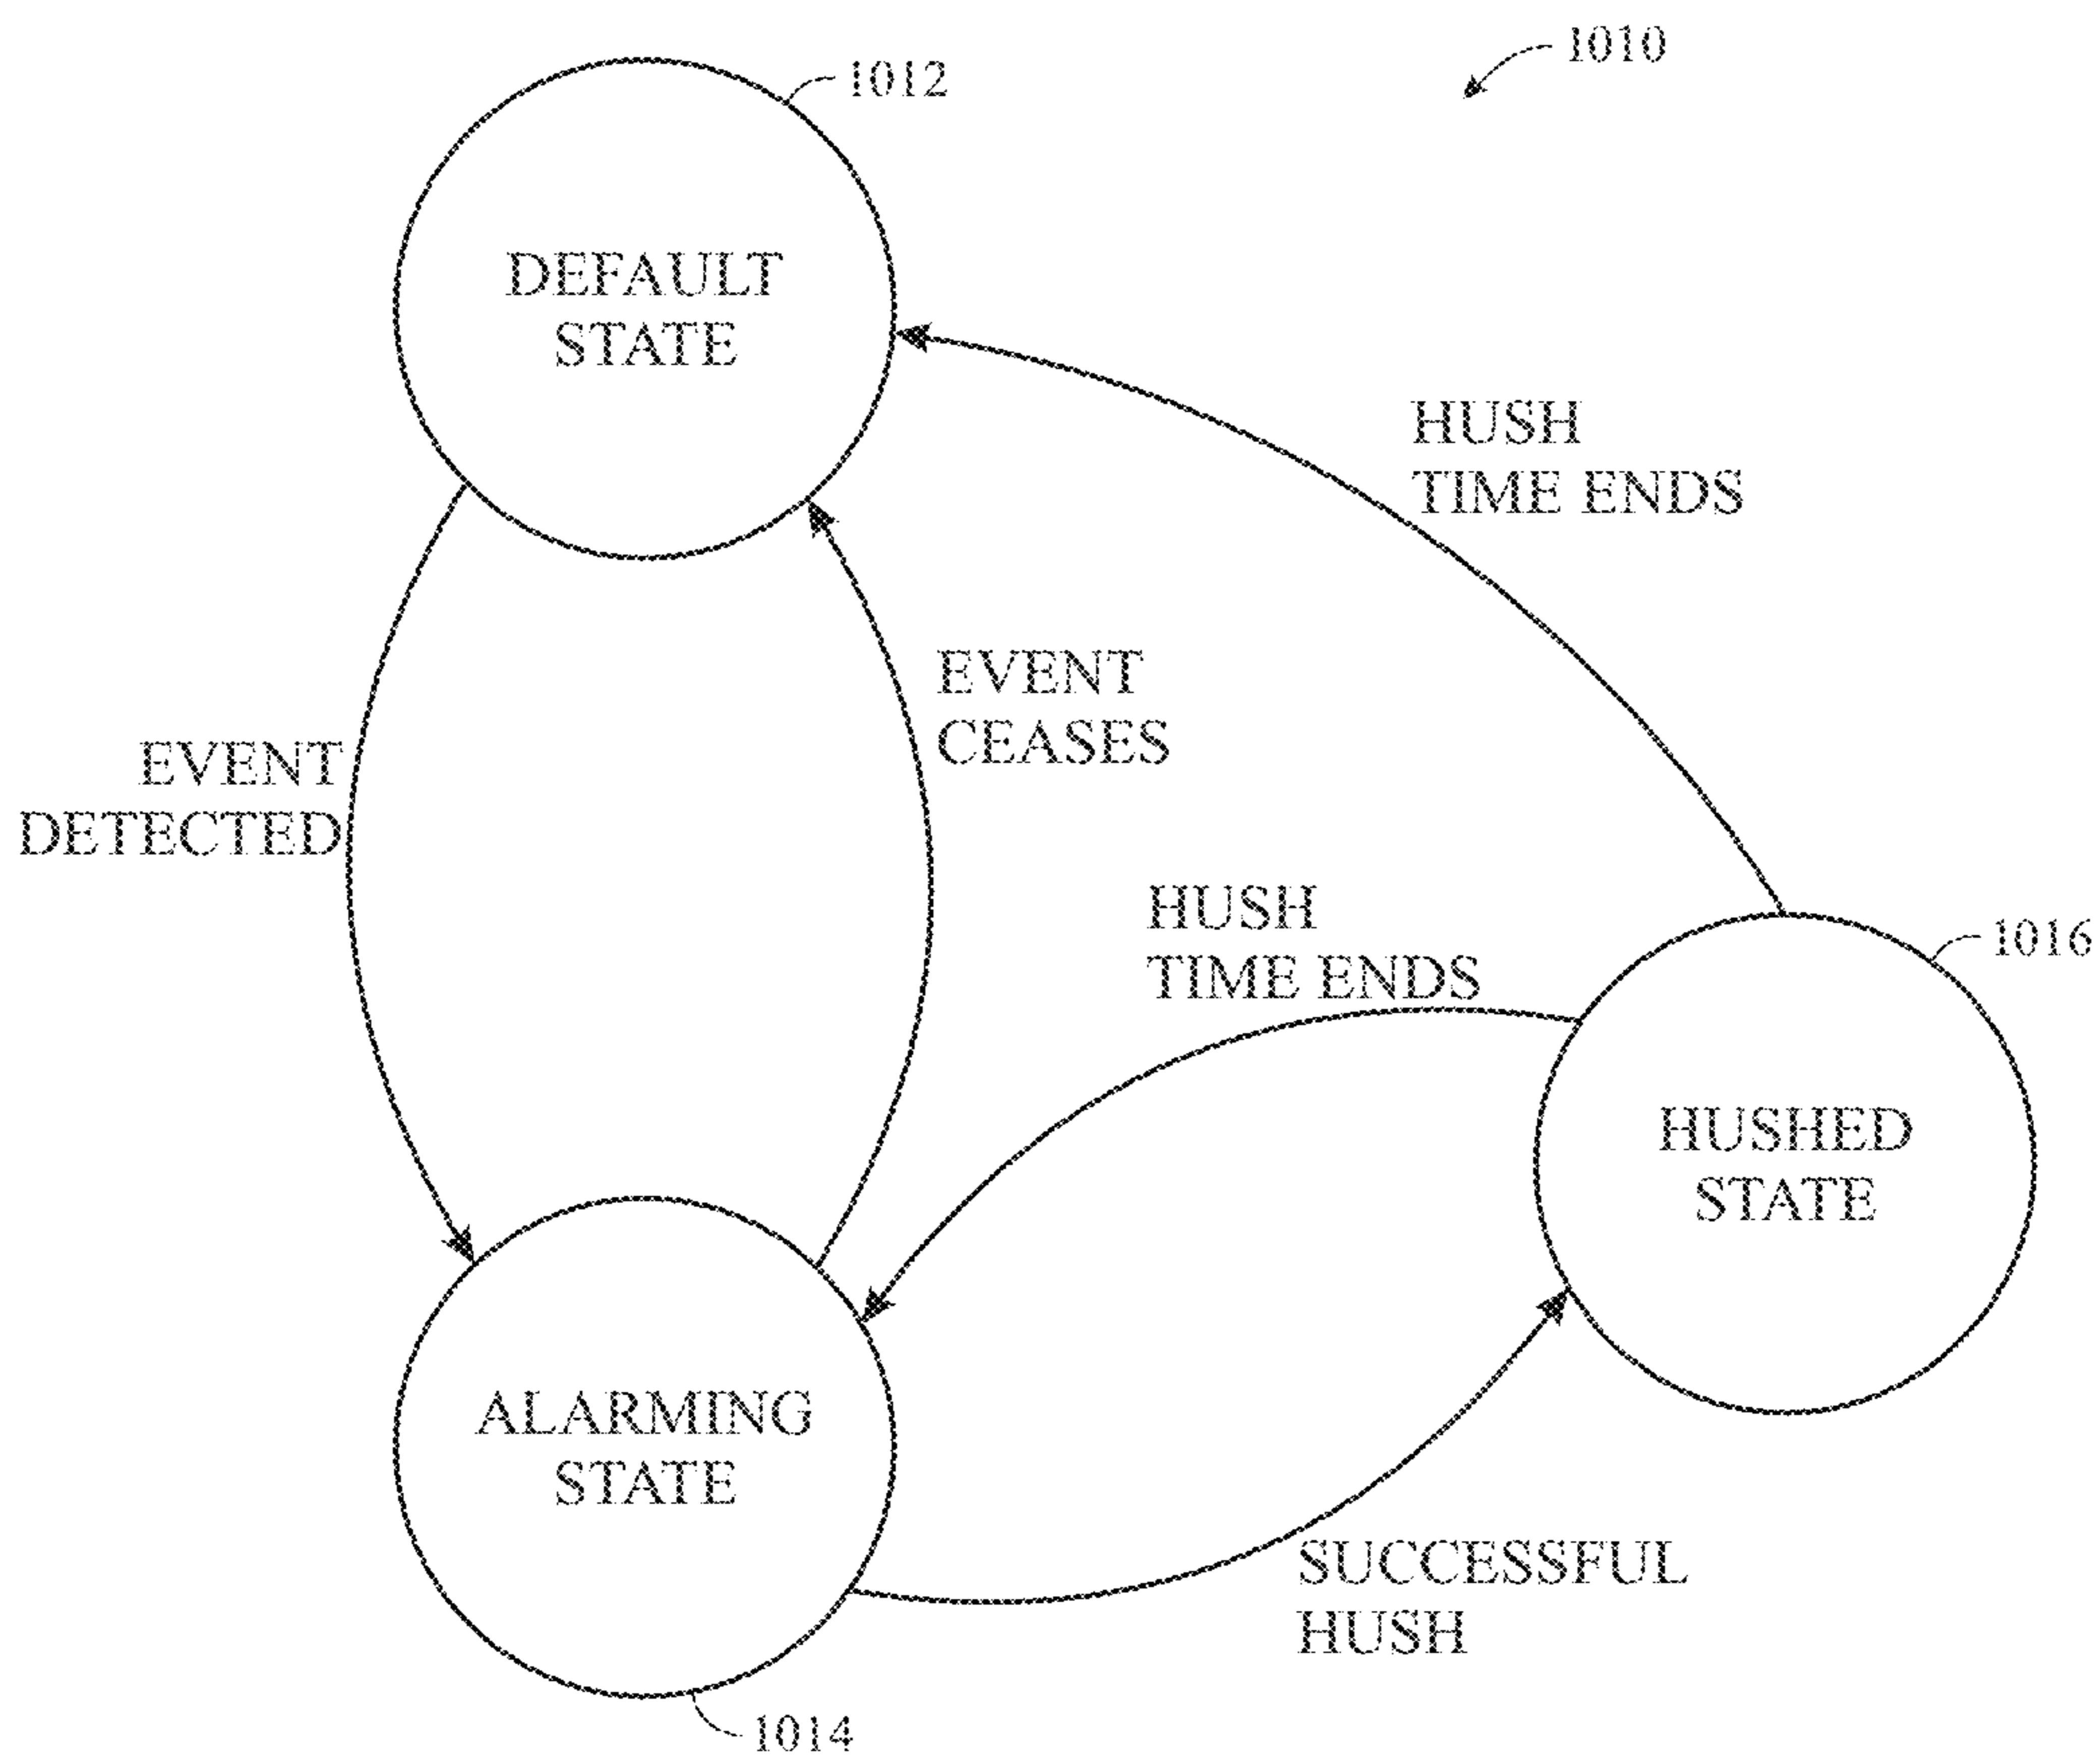 1010
1012
DEFAULT
STATE
HUSH
TIME ENDS
EVENT
CEASES
EVENT
DETECTED
HUSH
TIME ENDS
1016
HUSHED
STATE
ALARMING
STATE
SUCCESSFUL
HUSH
1014